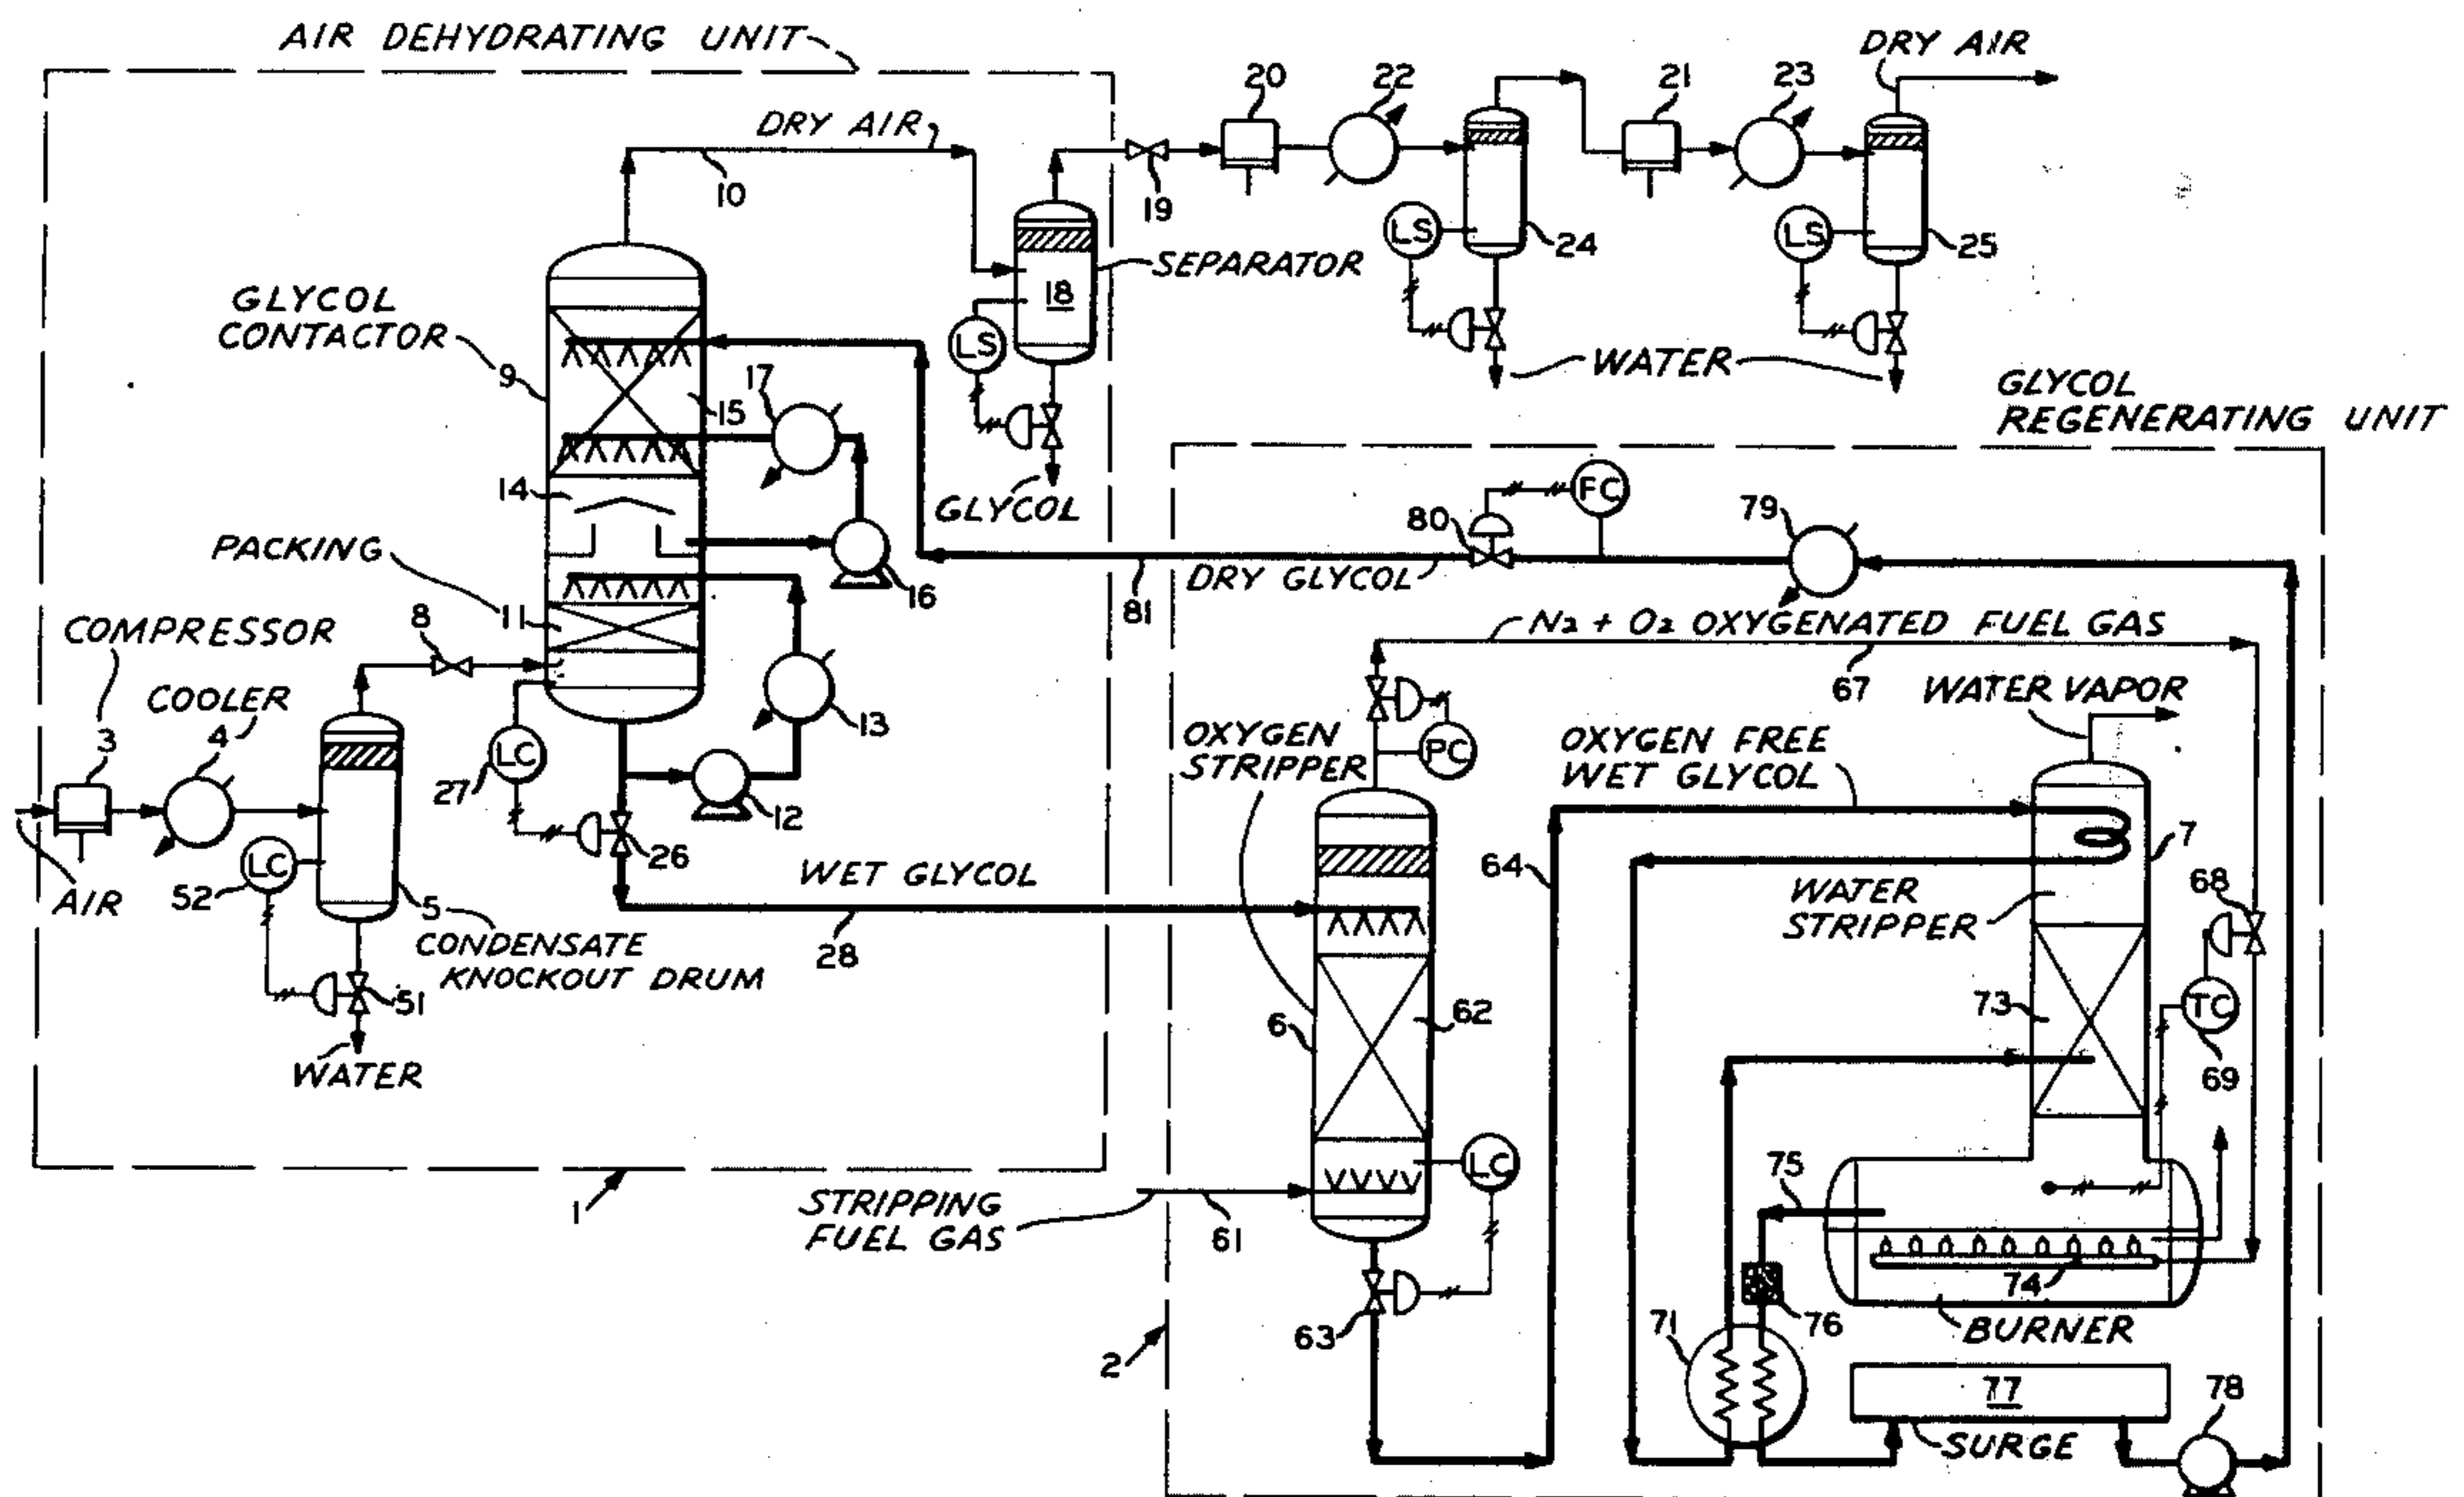 AIR DEHYDRATING UNIT
DRY AIR
20
22
21
23
DRY AIR
10
19
LS
24
LS
25
SEPARATOR
18
GLYCOL
CONTACTOR
9
LS
WATER
17
15
GLYCOL
REGENERATING UNIT
14
GLYCOL
FC
80
79
PACKING
16
DRY GLYCOL
81
11
8
COMPRESSOR
N2 + O2 OXYGENATED FUEL GAS
67
COOLER
4
3
13
LC
27
12
26
OXYGEN
STRIPPER
PC
OXYGEN FREE
WET GLYCOL
WATER VAPOR
7
AIR
LC
52
5
CONDENSATE
KNOCKOUT DRUM
WET GLYCOL
28
64
WATER
STRIPPER
68
51
WATER
6
62
73
TC
69
LC
1
STRIPPING
FUEL GAS
61
75
74
63
76
BURNER
71
2
77
SURGE
78